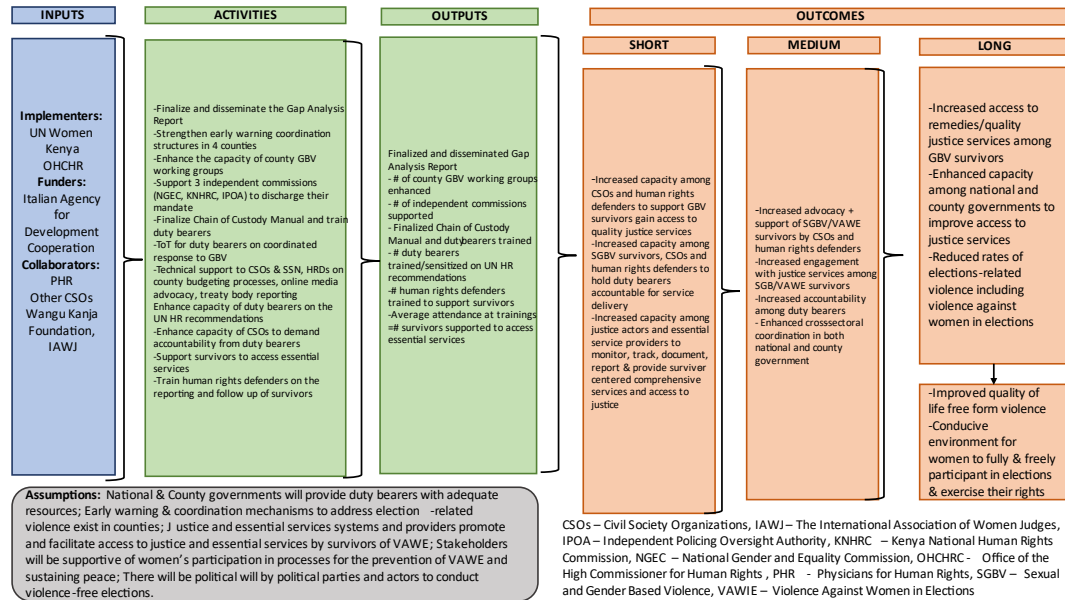 INPUTS
ACTIVITIES
OUTPUTS
OUTCOMES
SHORT
MEDIUM
LONG
Implementers:
UN Women
Kenya
OHCHR
Funders:
Italian Agency
for
Development
Cooperation
Collaborators:
PHR
Other CSOs
Wangu Kanja
Foundation,
IAWJ
-Finalize and disseminate the Gap Analysis
Report
-Strengthen early warning coordination
structures in 4 counties
-Enhance the capacity of county GBV
working groups
-Support 3 independent commissions
(NGEC, KNHRC, IPOA) to discharge their
mandate
-Finalize Chain of Custody Manual and train
duty bearers
-ToT for duty bearers on coordinated
response to GBV
-Technical support to CSOs & SSN, HRDs on
county budgeting processes, online media
advocacy, treaty body reporting
Enhance capacity of duty bearers on the
UN HR recommendations
-Enhance capacity of CSOs to demand
accountability from duty bearers
-Support survivors to access essential
services
-Train human rights defenders on the
reporting and follow up of survivors
Finalized and disseminated Gap
Analysis Report
- # of county GBV working groups
enhanced
- # of independent commissions
supported
- Finalized Chain of Custody
Manual and dutybearers trained
- # duty bearers
trained/sensitized on UN HR
recommendations
-# human rights defenders
trained to support survivors
-Average attendance at trainings
=# survivors supported to access
essential services
-Increased capacity among
CSOs and human rights
defenders to support GBV
survivors gain access to
quality justice services
-Increased capacity among
SGBV survivors, CSOs and
human rights defenders to
hold duty bearers
accountable for service
delivery
-Increased capacity among
justice actors and essential
service providers to
monitor, track, document,
report & provide survivor
centered comprehensive
services and access to
justice
-Increased advocacy +
support of SGBV/VAWE
survivors by CSOs and
human rights defenders
-Increased engagement
with justice services among
SGB/VAWE survivors
-Increased accountability
among duty bearers
- Enhanced crosssectoral
coordination in both
national and county
government
-Increased access to
remedies/quality
justice services among
GBV survivors
-Enhanced capacity
among national and
county governments to
improve access to
justice services
-Reduced rates of
elections-related
violence including
violence against
women in elections
-Improved quality of
life free form violence
-Conducive
environment for
women to fully & freely
participant in elections
& exercise their rights
Assumptions: National & County governments will provide duty bearers with adequate
resources; Early warning & coordination mechanisms to address election -related
violence exist in counties; J ustice and essential services systems and providers promote
and facilitate access to justice and essential services by survivors of VAWE; Stakeholders
will be supportive of women's participation in processes for the prevention of VAWE and
sustaining peace; There will be political will by political parties and actors to conduct
violence-free elections.
CSOs – Civil Society Organizations, IAWJ – The International Association of Women Judges,
IPOA – Independent Policing Oversight Authority, KNHRC – Kenya National Human Rights
Commission, NGEC – National Gender and Equality Commission, OHCHRC - Office of the
High Commissioner for Human Rights , PHR - Physicians for Human Rights, SGBV – Sexual
and Gender Based Violence, VAWIE – Violence Against Women in Elections